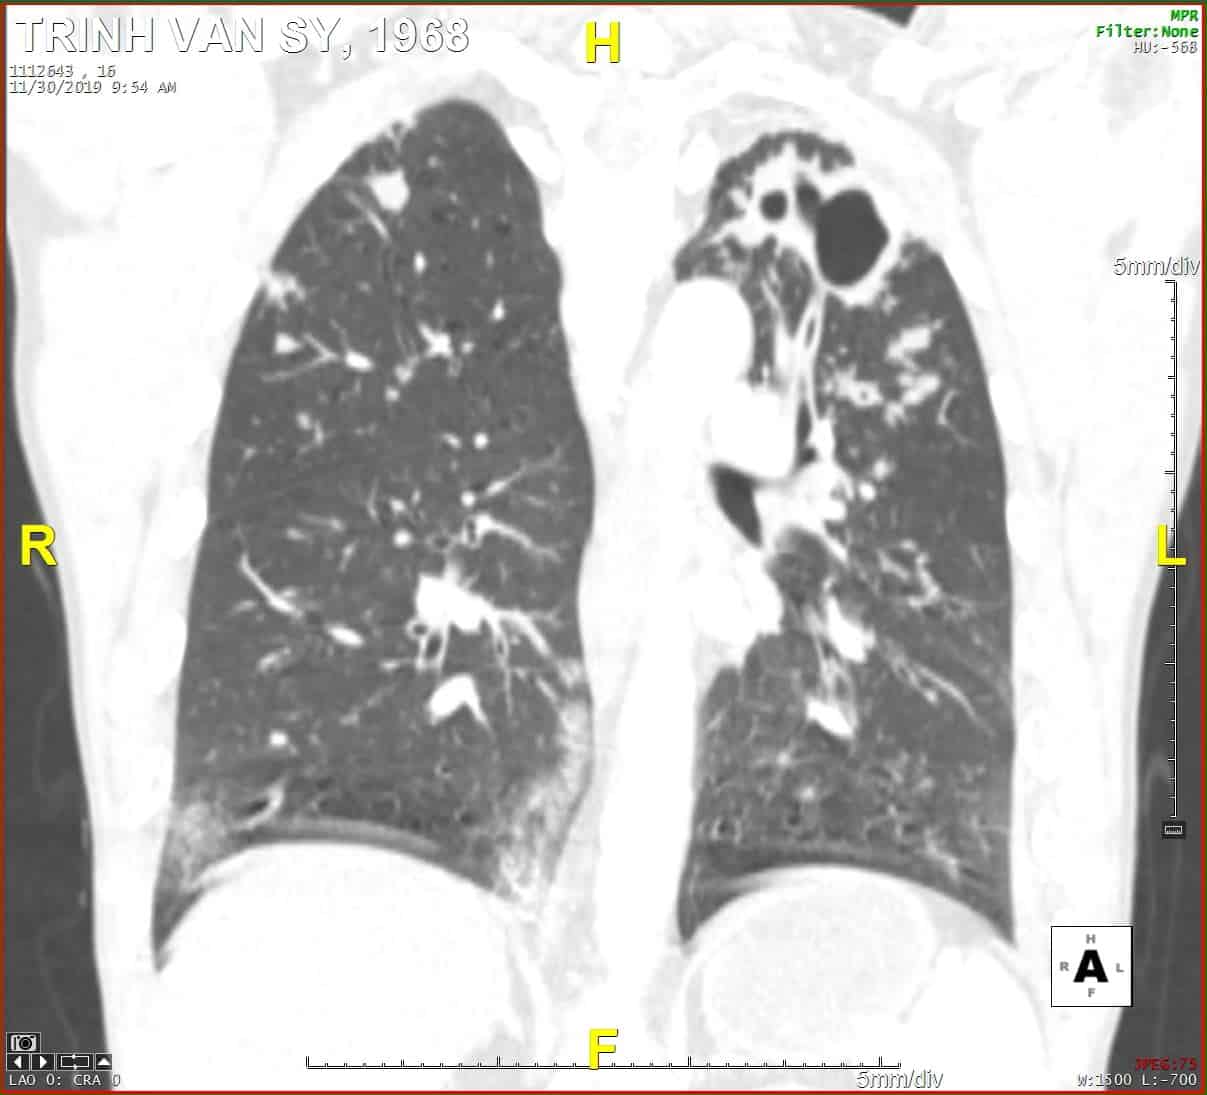 TRINH VAN SY, 1968
1112643 , 16
11/30/2019 9:54 AM
H
MPR
Filter:None
HU:-568
5mm/div
R
L
H
R A L
F
F
5mm/div
LAO 0: CRA 0
JPEG:75
W:1500 L:-700